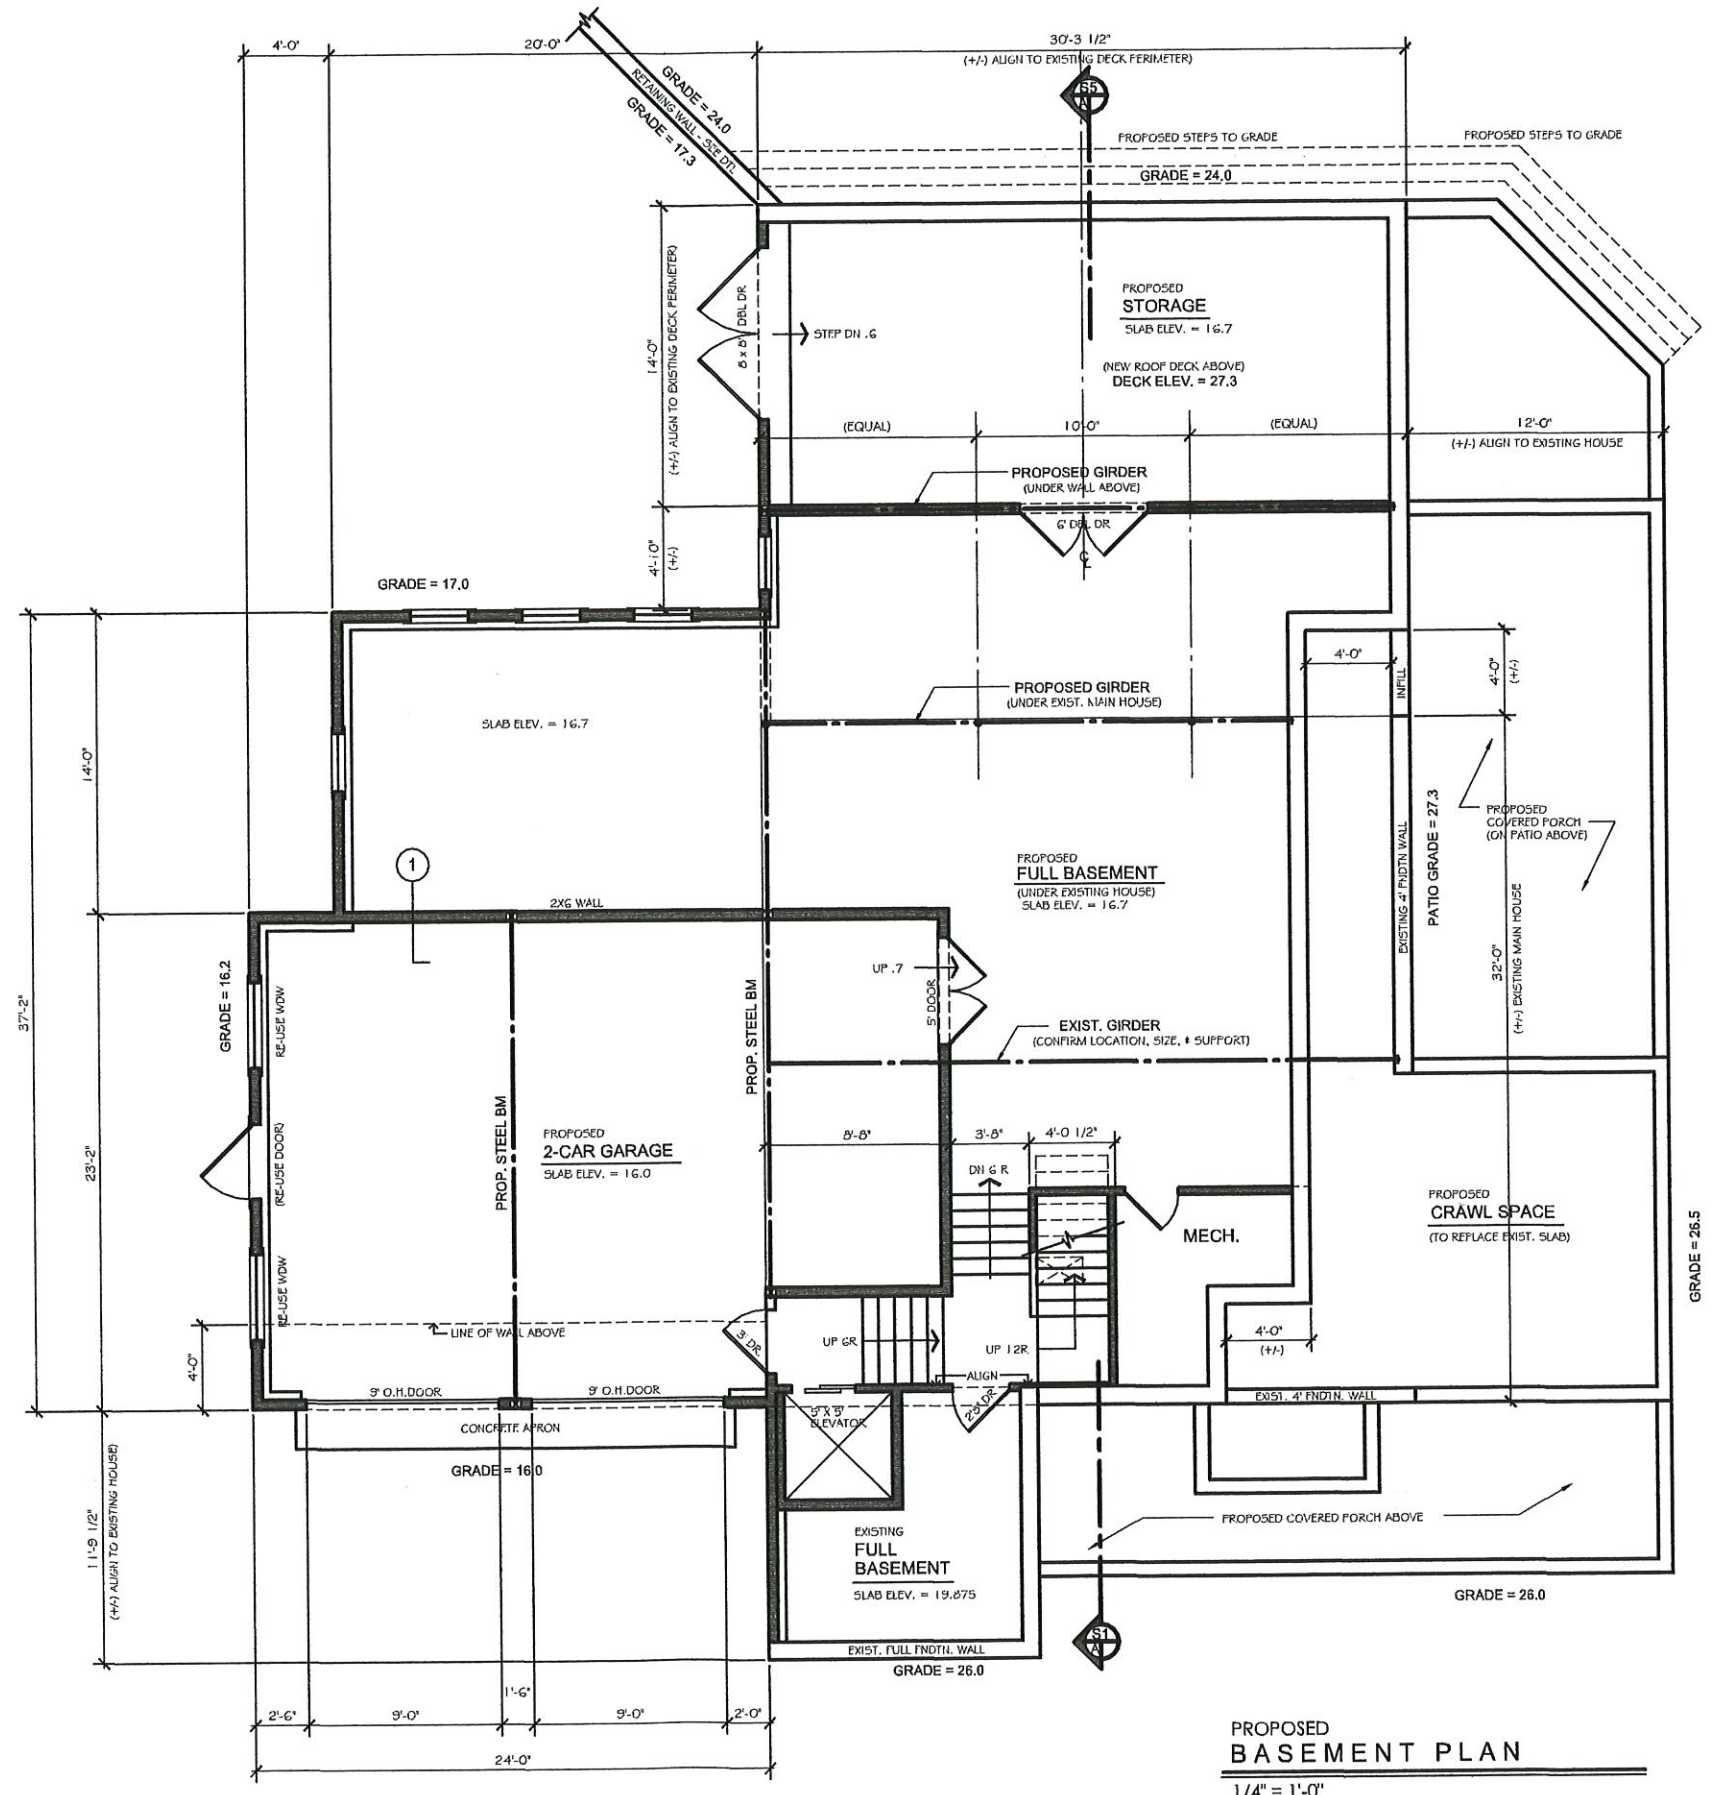 4'-0"
20'-0"
30'-3 1/2"
(+/-) ALIGN TO EXISTING DECK PERIMETER)
S5
A
GRADE = 24.0
RETAINING WALL - SEE DTL
GRADE = 17.3
PROPOSED STEPS TO GRADE
PROPOSED STEPS TO GRADE
GRADE = 24.0
14'-0"
(+/-) ALIGN TO EXISTING DECK PERIMETER)
8 x 8' DBL DR
STEP DN .6
PROPOSED
STORAGE
SLAB ELEV. = 16.7
(NEW ROOF DECK ABOVE)
DECK ELEV. = 27.3
(EQUAL)
10'-0"
(EQUAL)
12'-0"
(+/-) ALIGN TO EXISTING HOUSE
PROPOSED GIRDER
(UNDER WALL ABOVE)
6' DBL DR
4'-10"
(+/-)
GRADE = 17.0
4'-0"
INFILL
4'-0"
(+/-)
PROPOSED GIRDER
(UNDER EXIST. MAIN HOUSE)
SLAB ELEV. = 16.7
14'-0"
37'-2"
PROPOSED
COVERED PORCH
(ON PATIO ABOVE)
PATIO GRADE = 27.3
EXISTING 4' FNDTN WALL
32'-0"
(+/-) EXISTING MAIN HOUSE
1
PROPOSED
FULL BASEMENT
(UNDER EXISTING HOUSE)
SLAB ELEV. = 16.7
2X6 WALL
UP .7
5' DOOR
GRADE = 16.2
RE-USE WDW
PROP. STEEL BM
EXIST. GIRDER
(CONFIRM LOCATION, SIZE, & SUPPORT)
PROP. STEEL BM
23'-2"
(RE-USE DOOR)
PROPOSED
2-CAR GARAGE
SLAB ELEV. = 16.0
8'-8"
3'-8"
4'-0 1/2"
DN 6 R
MECH.
PROPOSED
CRAWL SPACE
(TO REPLACE EXIST. SLAB)
GRADE = 26.5
RE-USE WDW
LINE OF WALL ABOVE
4'-0"
3' DR.
UP 6R
UP 12R
4'-0"
(+/-)
ALIGN
9' O.H.DOOR
9' O.H.DOOR
EXIST. 4' FNDTN. WALL
5' X 5'
ELEVATOR
CONCRETE APRON
GRADE = 16.0
11'-9 1/2"
(+/-) ALIGN TO EXISTING HOUSE)
PROPOSED COVERED PORCH ABOVE
EXISTING
FULL
BASEMENT
SLAB ELEV. = 19.875
GRADE = 26.0
EXIST. FULL FNDTN. WALL
GRADE = 26.0
S1
A
1'-6"
2'-6"
9'-0"
9'-0"
2'-0"
24'-0"
PROPOSED
BASEMENT PLAN
1/4" = 1'-0"